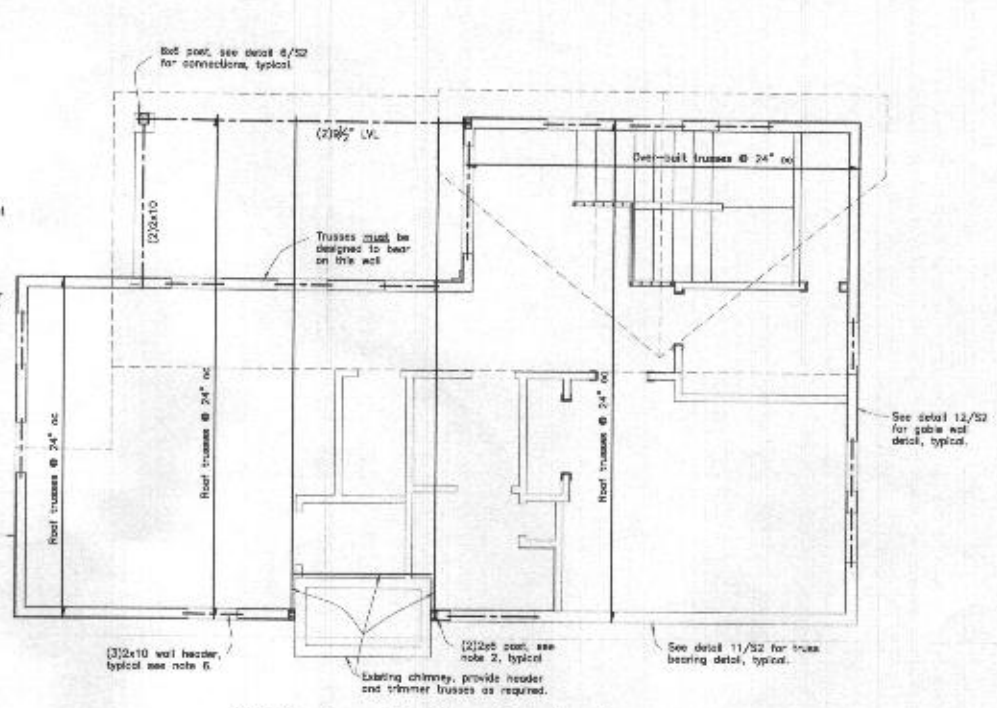 6x6 post, see detail 6/S2
for connections, typical
(2)9½" LVL
Over-built trusses @ 24" oc
(2)2x10
Trusses must be
designed to bear
on this wall
Roof trusses @ 24" oc
Roof trusses @ 24" oc
Roof trusses @ 24" oc
See detail 12/S2
for gable wall
detail, typical.
(3)2x10 wall header,
typical see note 6.
(2)2x6 post, see
note 2, typical
See detail 11/S2 for truss
bearing detail, typical.
Existing chimney, provide header
and trimmer trusses as required.